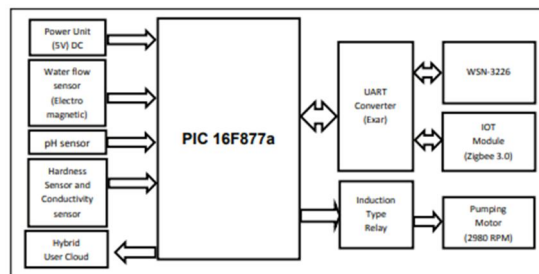 Power Unit
(5V) DC
Water flow
sensor
(Electro
magnetic)
pH sensor
Hardness
Sensor and
Conductivity
sensor
Hybrid
User Cloud
PIC 16F877a
UART
Converter
(Exar)
Induction
Type
Relay
WSN-3226
IOT
Module
(Zigbee 3.0)
Pumping
Motor
(2980 RPM)